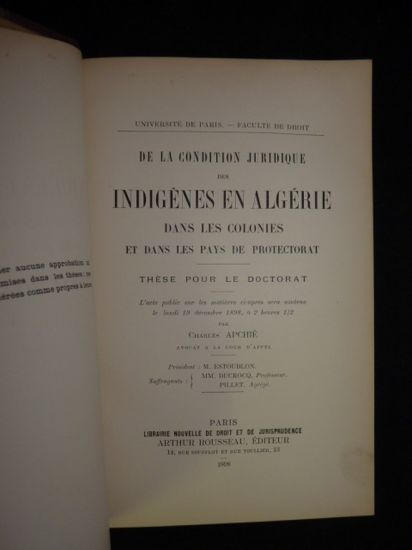 er aucune approbation
mises dans les thèses;
érées comme propres à
UNIVERSITÉ DE PARIS. — FACULTÉ DE DROIT
DE LA CONDITION JURIDIQUE
DES
INDIGÈNES EN ALGÉRIE
DANS LES COLONIES
ET DANS LES PAYS DE PROTECTORAT
THÈSE POUR LE DOCTORAT
L'acte public sur les matières ci-après sera soutenu
le lundi 19 décembre 1898, à 2 heures 1/2
PAR
CHARLES APCHIÉ
AVOCAT A LA COUR D'APPEL
Président : M. ESTOUBLON.
Suffragants : { MM. DUCROCQ, Professeur.
PILLET, Agrégé.
PARIS
LIBRAIRIE NOUVELLE DE DROIT ET DE JURISPRUDENCE
ARTHUR ROUSSEAU, ÉDITEUR
14, RUE SOUFFLOT ET RUE TOULLIER, 13
1898